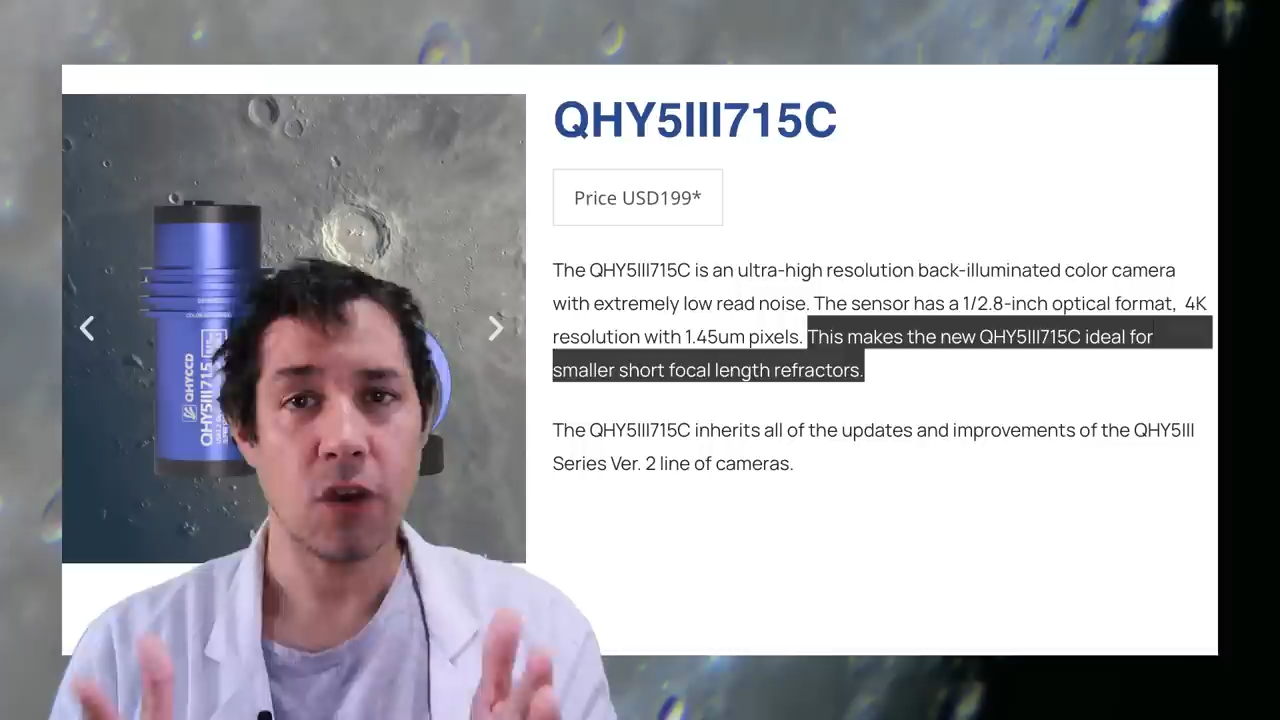 QHY5III715C
Price USD199*
The QHY5III715C is an ultra-high resolution back-illuminated color camera
with extremely low read noise. The sensor has a 1/2.8-inch optical format,  4K
resolution with 1.45um pixels. This makes the new QHY5III715C ideal for
smaller short focal length refractors.
The QHY5III715C inherits all of the updates and improvements of the QHY5III
Series Ver. 2 line of cameras.
QHYCCD
QHY5III715